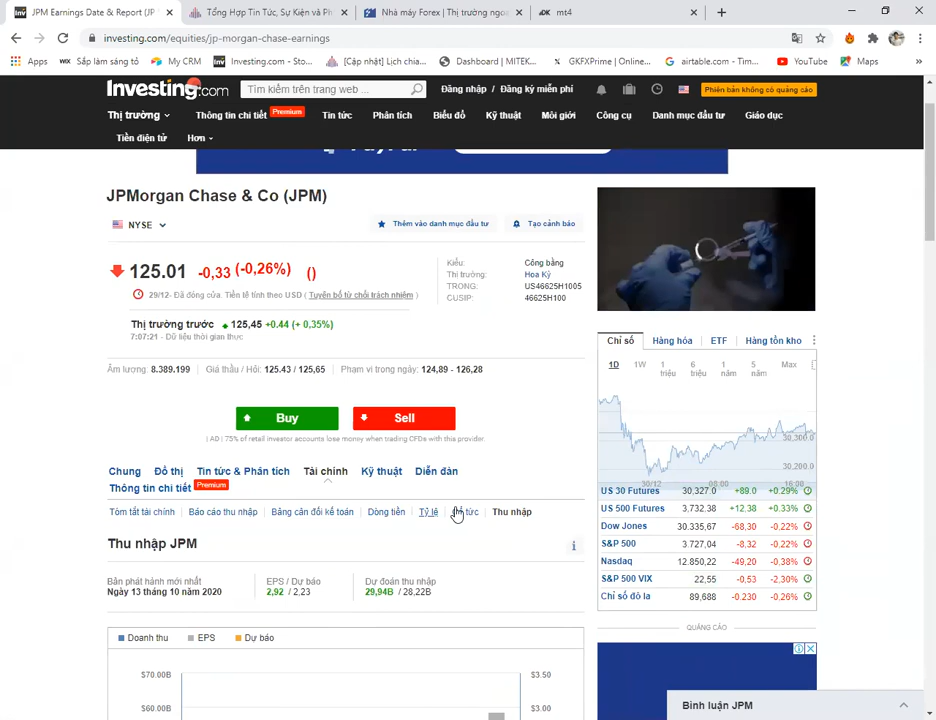 JPM Earnings Date & Report (JP
Tổng Hợp Tin Tức, Sự Kiện và Ph
Nhà máy Forex | Thị trường ngoạ
mt4
investing.com/equities/jp-morgan-chase-earnings
Apps
WIX
Sắp làm sáng tỏ
My CRM
Inv
Investing.com - Sto...
[Cập nhật] Lịch chia...
Dashboard | MITEK...
GKFXPrime | Online...
airtable.com - Tìm...
YouTube
Maps
Investing.com
Tìm kiếm trên trang web ...
Đăng nhập / Đăng ký miễn phí
Phiên bản không có quảng cáo
Thị trường
Thông tin chi tiết
Premium
Tin tức
Phân tích
Biểu đồ
Kỹ thuật
Môi giới
Công cụ
Danh mục đầu tư
Giáo dục
Tiền điện tử
Hơn
JPMorgan Chase & Co (JPM)
NYSE
Thêm vào danh mục đầu tư
Tạo cảnh báo
125.01 -0,33 (-0,26%) ()
29/12- Đã đóng cửa. Tiền tệ tính theo USD ( Tuyên bố từ chối trách nhiệm )
Thị trường trước 125,45 +0.44 (+ 0,35%)
7:07:21 - Dữ liệu thời gian thực
Kiểu: Công bằng
Thị trường: Hoa Kỳ
TRONG: US46625H1005
CUSIP: 46625H100
Âm lượng: 8.389.199
Giá thầu / Hỏi: 125.43 / 125,65
Phạm vi trong ngày: 124,89 - 126,28
Buy
Sell
| AD | 75% of retail investor accounts lose money when trading CFDs with this provider.
Chung
Đồ thị
Tin tức & Phân tích
Tài chính
Kỹ thuật
Diễn đàn
Thông tin chi tiết
Premium
Tóm tắt tài chính
Báo cáo thu nhập
Bảng cân đối kế toán
Dòng tiền
Tỷ lệ
tức
Thu nhập
Thu nhập JPM
i
Bản phát hành mới nhất
Ngày 13 tháng 10 năm 2020
EPS / Dự báo
2,92 / 2,23
Dự đoán thu nhập
29,94B / 28,22B
Doanh thu
EPS
Dự báo
$70.00B
$3.50
$60.00B
$3.00
Chỉ số
Hàng hóa
ETF
Hàng tồn kho
1D
1W
1 triệu
6 triệu
1 năm
5 năm
Max
30,300.0
30,200.0
30/12
08:00
16:00
US 30 Futures 30,327.0 +89.0 +0.29%
US 500 Futures 3,732.38 +12,38 +0.33%
Dow Jones 30.335,67 -68,30 -0.22%
S&P 500 3.727,04 -8,32 -0.22%
Nasdaq 12.850,22 -49,20 -0.38%
S&P 500 VIX 22,55 -0,53 -2.30%
Chỉ số đô la 89,688 -0.230 -0.26%
QUẢNG CÁO
Bình luận JPM